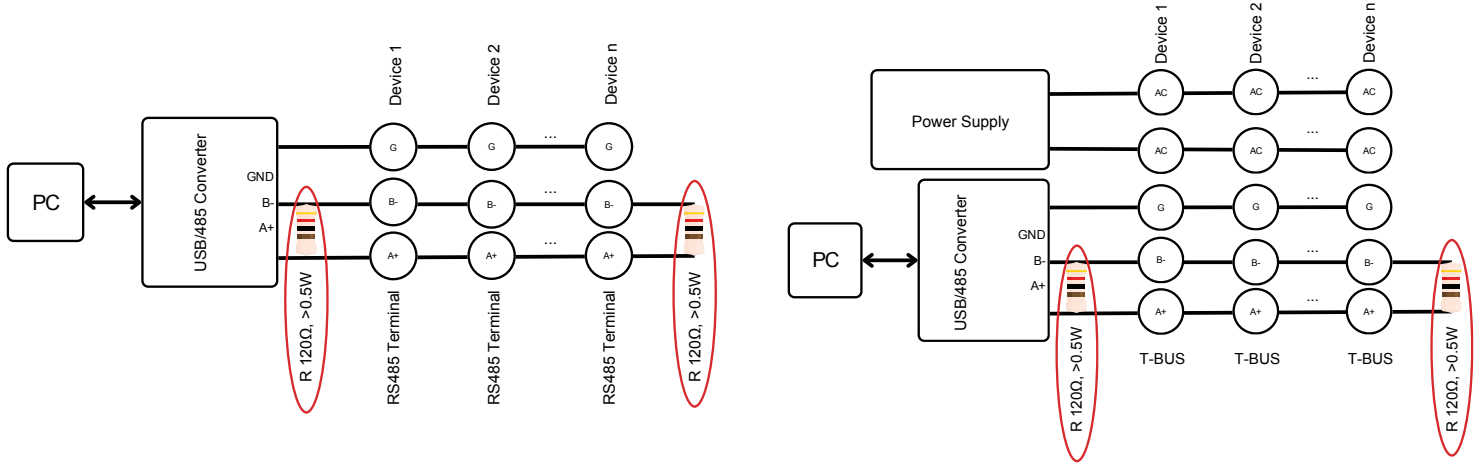 Device 1
Device 2
Device n
PC
USB/485 Converter
GND
B-
A+
G
G
...
G
B-
B-
...
B-
A+
A+
...
A+
R 120Ω, >0.5W
RS485 Terminal
RS485 Terminal
RS485 Terminal
R 120Ω, >0.5W
Device 1
Device 2
Device n
Power Supply
AC
AC
...
AC
AC
AC
...
AC
PC
USB/485 Converter
GND
B-
A+
G
G
...
G
B-
B-
...
B-
A+
A+
...
A+
R 120Ω, >0.5W
T-BUS
T-BUS
T-BUS
R 120Ω, >0.5W